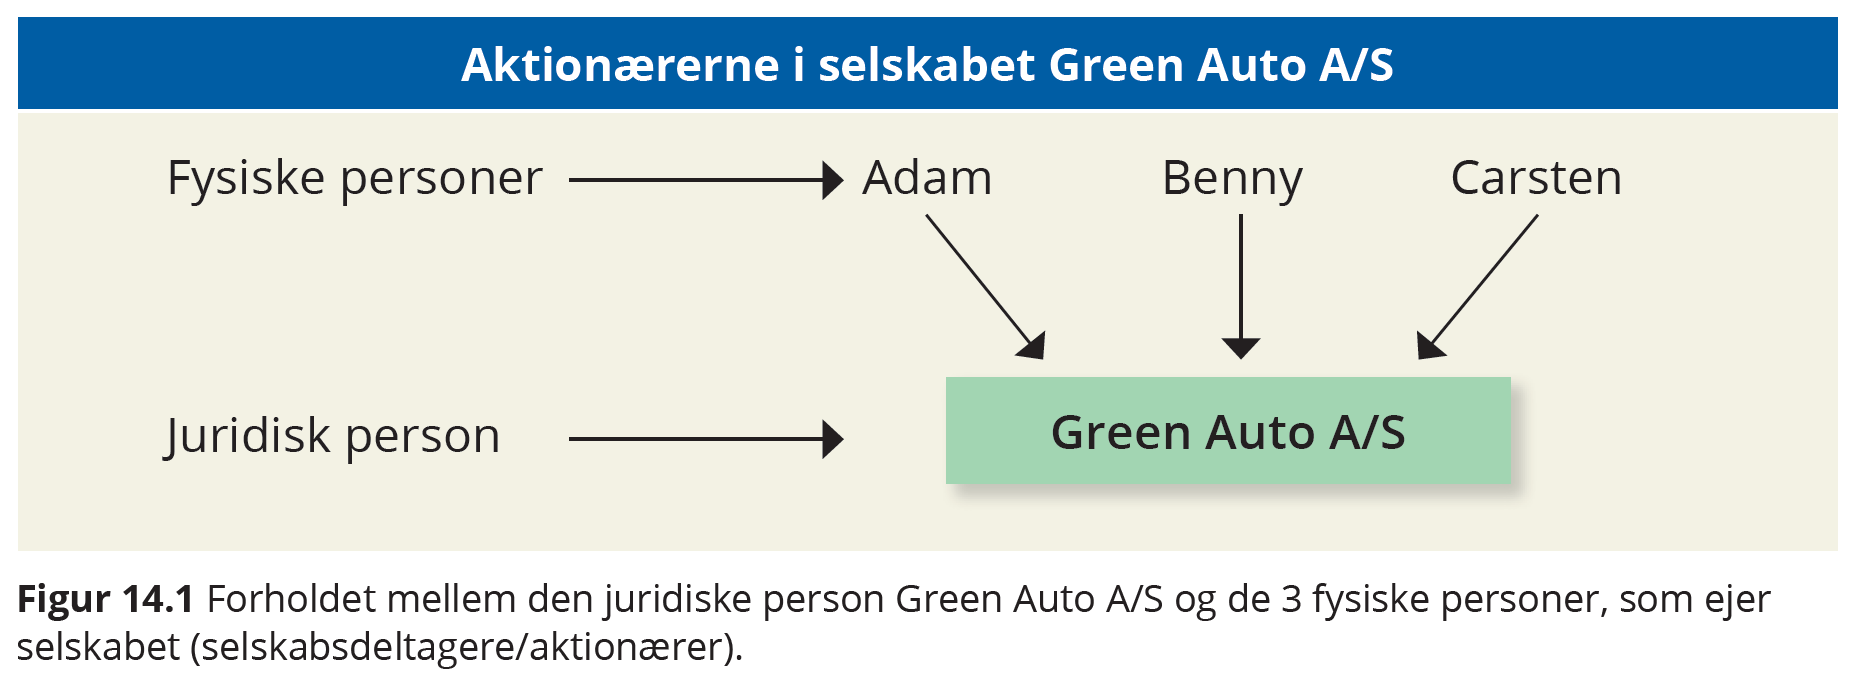 Aktionærerne i selskabet Green Auto A/S
Fysiske personer Adam Benny Carsten
Juridisk person Green Auto A/S
Figur 14.1 Forholdet mellem den juridiske person Green Auto A/S og de 3 fysiske personer, som ejer
selskabet (selskabsdeltagere/aktionærer).